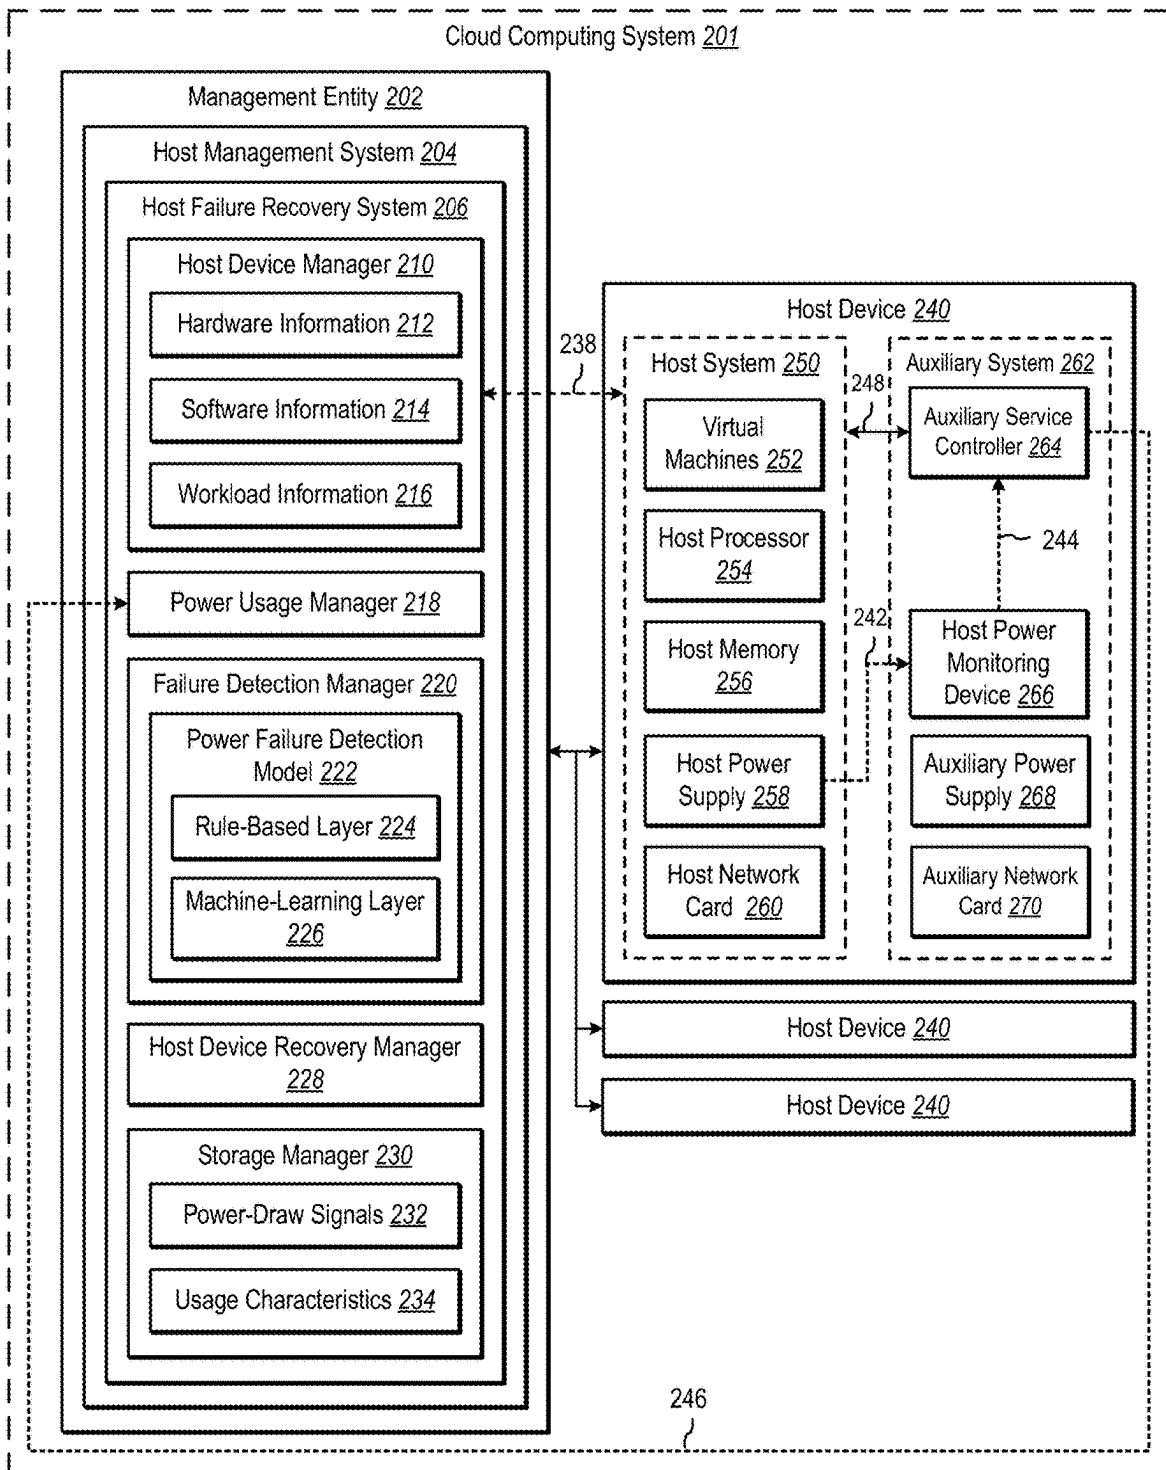 Cloud Computing System 201
Management Entity 202
Host Management System 204
Host Failure Recovery System 206
Host Device Manager 210
Hardware Information 212
Software Information 214
Workload Information 216
Power Usage Manager 218
Failure Detection Manager 220
Power Failure Detection
Model 222
Rule-Based Layer 224
Machine-Learning Layer
226
Host Device Recovery Manager
228
Storage Manager 230
Power-Draw Signals 232
Usage Characteristics 234
238
Host Device 240
Host System 250
Virtual
Machines 252
Host Processor
254
Host Memory
256
Host Power
Supply 258
Host Network
Card 260
248
242
Auxiliary System 262
Auxiliary Service
Controller 264
244
Host Power
Monitoring
Device 266
Auxiliary Power
Supply 268
Auxiliary Network
Card 270
Host Device 240
Host Device 240
246